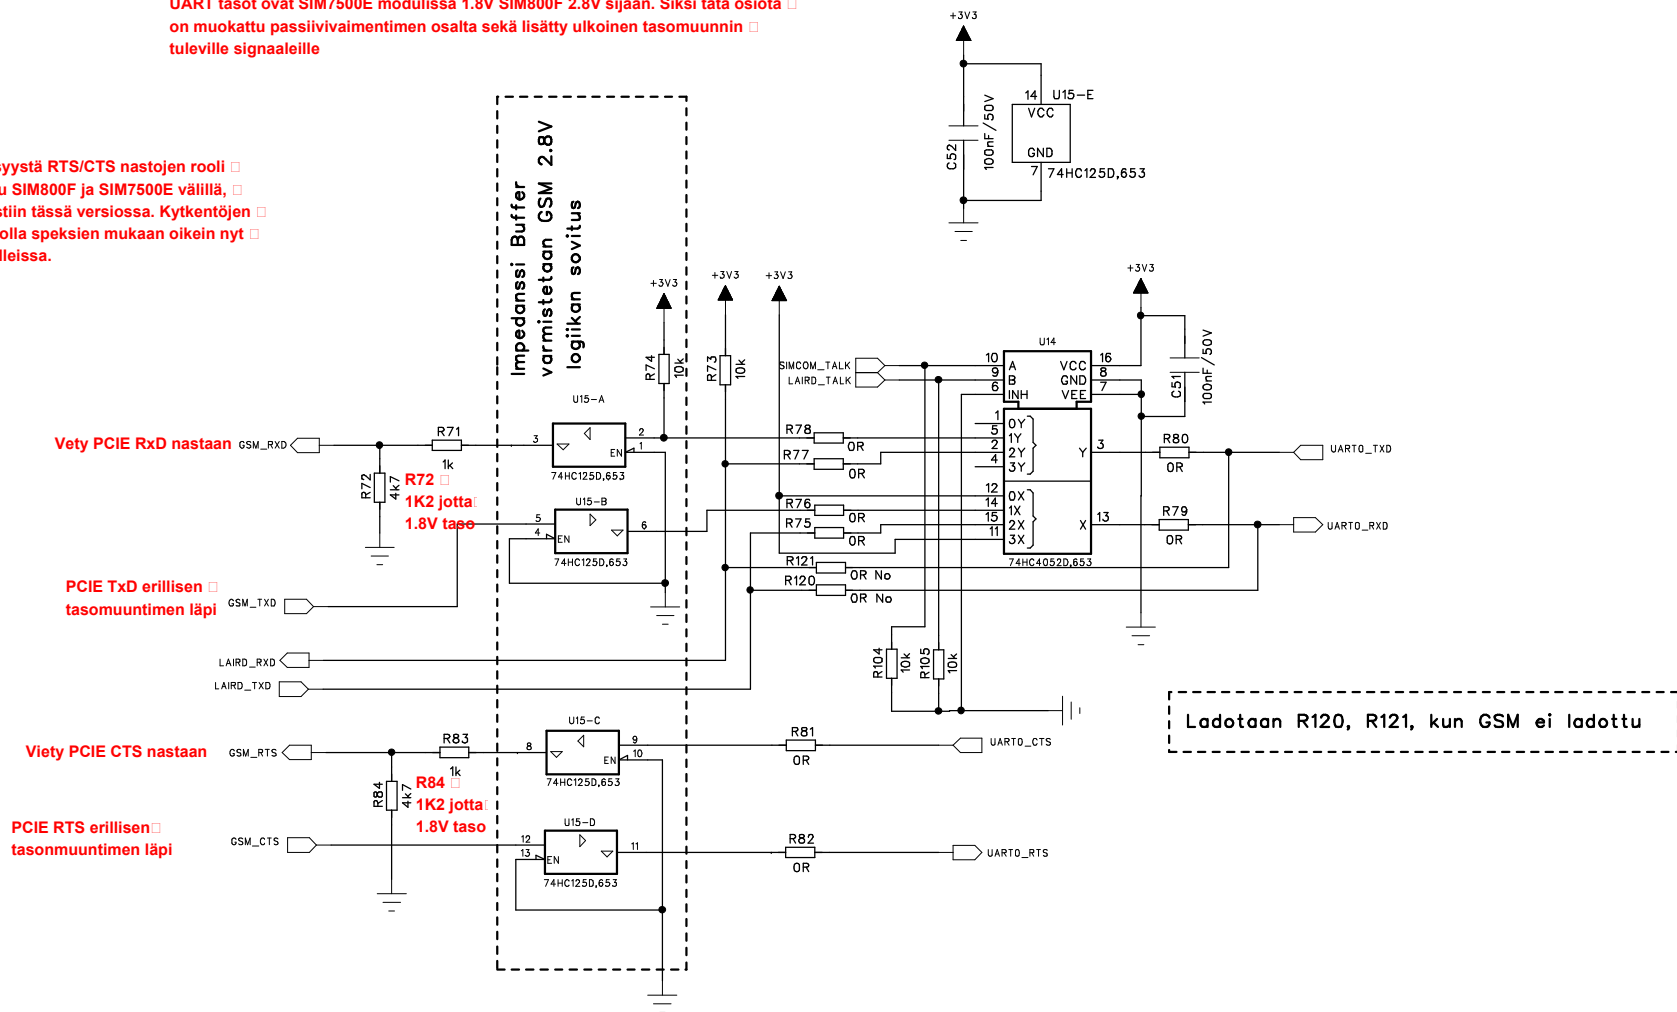 UART tasot ovat SIM7500E modulissa 1.8V SIM800F 2.8V sijaan. Siksi tätä osiota
on muokattu passiivivaimentimen osalta sekä lisätty ulkoinen tasomuunnin
tuleville signaaleille
syystä RTS/CTS nastojen rooli
u SIM800F ja SIM7500E välillä,
stiin tässä versiossa. Kytkentöjen
olla speksien mukaan oikein nyt
lleissa.
Impedanssi Buffer
varmistetaan GSM 2.8V
logiikan sovitus
+3V3
14
U15-E
VCC
GND
7
74HC125D,653
C52
100nF/50V
+3V3
+3V3
+3V3
+3V3
R74
10k
R73
10k
SIMCOM_TALK
LAIRD_TALK
U14
10
A
9
B
6
INH
VCC
16
GND
8
VEE
7
C51
100nF/50V
1
0Y
5
1Y
2
2Y
4
3Y
Y
3
12
0X
14
1X
15
2X
11
3X
X
13
74HC4052D,653
R80
0R
UART0_TXD
R79
0R
UART0_RXD
R78
0R
R77
0R
R76
0R
R75
0R
R121
0R No
R120
0R No
R104
10k
R105
10k
Vety PCIE RxD nastaan
GSM_RXD
R71
1k
R72
4k7
R72
1K2 jotta
1.8V taso
U15-A
3
2
1
EN
74HC125D,653
U15-B
5
4
EN
6
74HC125D,653
PCIE TxD erillisen
tasomuuntimen läpi
GSM_TXD
LAIRD_RXD
LAIRD_TXD
Viety PCIE CTS nastaan
GSM_RTS
R83
1k
R84
4k7
R84
1K2 jotta
1.8V taso
U15-C
8
9
10
EN
74HC125D,653
R81
0R
UART0_CTS
PCIE RTS erillisen
tasonmuuntimen läpi
GSM_CTS
U15-D
12
13
EN
11
74HC125D,653
R82
0R
UART0_RTS
Ladotaan R120, R121, kun GSM ei ladottu